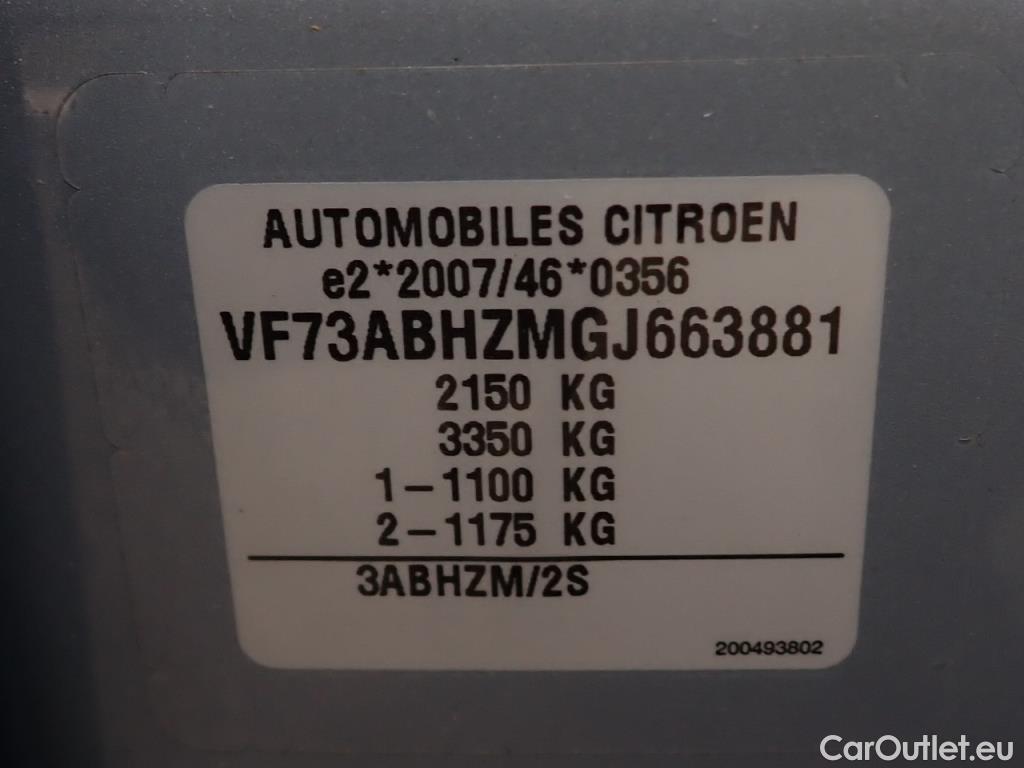 AUTOMOBILES CITROEN
e2*2007/46*0356
VF73ABHZMGJ663881
2150 KG
3350 KG
1-1100 KG
2-1175 KG
3ABHZM/2S
200493802
CarOutlet.eu